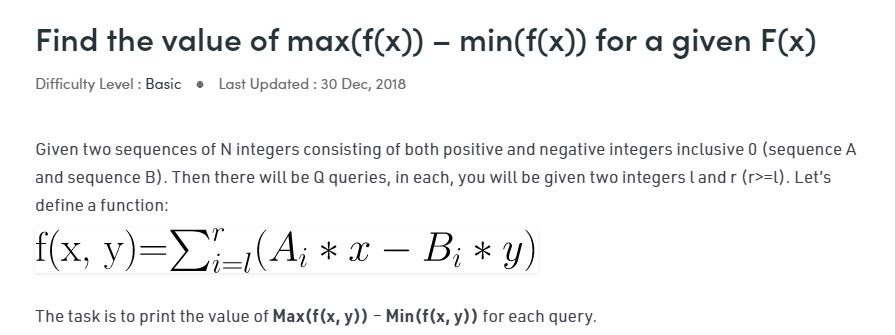 Find the value of max(f(x)) – min(f(x)) for a given F(x)
Difficulty Level : Basic ● Last Updated : 30 Dec, 2018
Given two sequences of N integers consisting of both positive and negative integers inclusive 0 (sequence A
and sequence B). Then there will be Q queries, in each, you will be given two integers l and r (r>=l). Let's
define a function:
f(x, y)=∑_{i=l}^{r}(A_i * x − B_i * y)
The task is to print the value of Max(f(x, y)) – Min(f(x, y)) for each query.